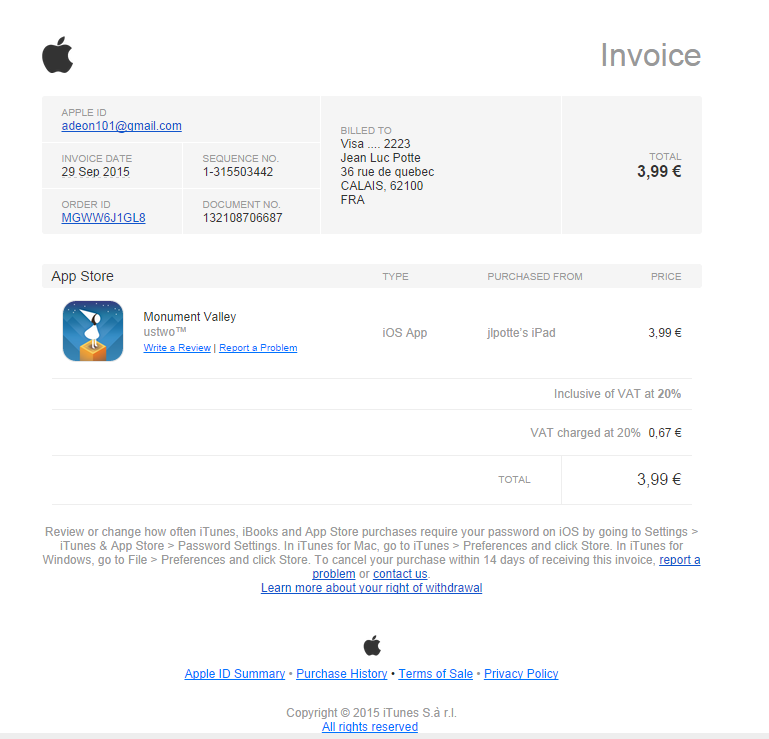 Invoice
APPLE ID
adeon101@gmail.com
INVOICE DATE
29 Sep 2015
SEQUENCE NO.
1-315503442
ORDER ID
MGWW6J1GL8
DOCUMENT NO.
132108706687
BILLED TO
Visa .... 2223
Jean Luc Potte
36 rue de quebec
CALAIS, 62100
FRA
TOTAL
3,99 €
App Store TYPE PURCHASED FROM PRICE
Monument Valley
ustwo™
Write a Review | Report a Problem
iOS App jlpotte's iPad 3,99 €
Inclusive of VAT at 20%
VAT charged at 20% 0,67 €
TOTAL 3,99 €
Review or change how often iTunes, iBooks and App Store purchases require your password on iOS by going to Settings >
iTunes & App Store > Password Settings. In iTunes for Mac, go to iTunes > Preferences and click Store. In iTunes for
Windows, go to File > Preferences and click Store. To cancel your purchase within 14 days of receiving this invoice, report a
problem or contact us.
Learn more about your right of withdrawal
Apple ID Summary • Purchase History • Terms of Sale • Privacy Policy
Copyright © 2015 iTunes S.à r.l.
All rights reserved